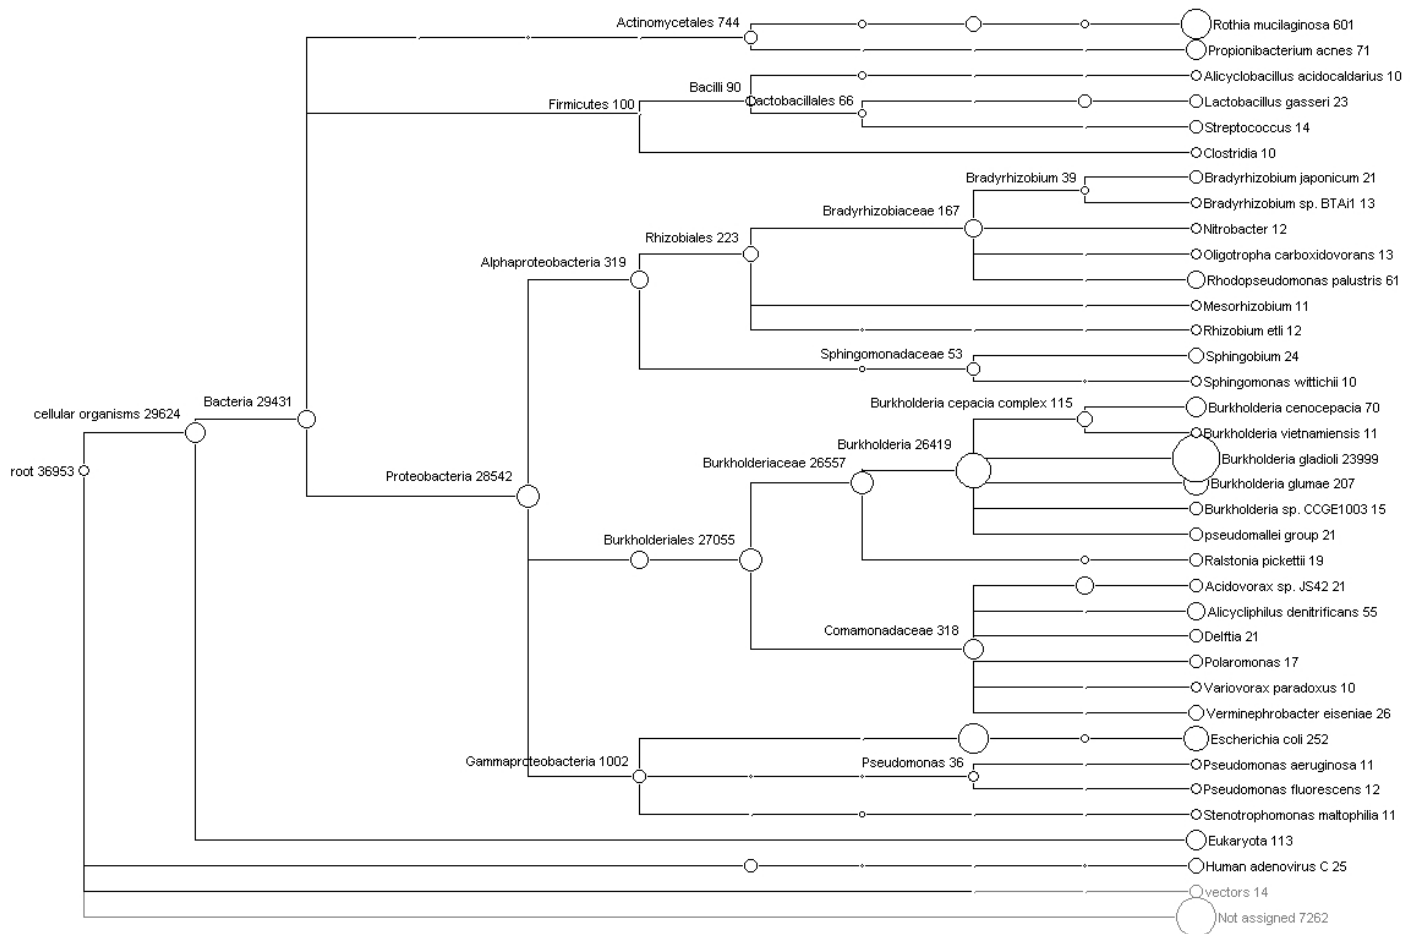 Actinomycetales 744
Rothia mucilaginosa 601
Propionibacterium acnes 71
Alicyclobacillus acidocaldarius 10
Bacilli 90
Lactobacillales 66
Firmicutes 100
Lactobacillus gasseri 23
Streptococcus 14
Clostridia 10
Bradyrhizobium 39
Bradyrhizobium japonicum 21
Bradyrhizobium sp. BTAi1 13
Bradyrhizobiaceae 167
Nitrobacter 12
Rhizobiales 223
Oligotropha carboxidovorans 13
Alphaproteobacteria 319
Rhodopseudomonas palustris 61
Mesorhizobium 11
Rhizobium etli 12
Sphingomonadaceae 53
Sphingobium 24
Sphingomonas wittichii 10
Burkholderia cepacia complex 115
Burkholderia cenocepacia 70
Bacteria 29431
cellular organisms 29624
Burkholderia vietnamiensis 11
Burkholderia 26419
Burkholderiaceae 26557
Burkholderia gladioli 23999
root 36953
Proteobacteria 28542
Burkholderia glumae 207
Burkholderia sp. CCGE1003 15
pseudomallei group 21
Burkholderiales 27055
Ralstonia pickettii 19
Acidovorax sp. JS42 21
Alicycliphilus denitrificans 55
Comamonadaceae 318
Delftia 21
Polaromonas 17
Variovorax paradoxus 10
Verminephrobacter eiseniae 26
Escherichia coli 252
Gammaproteobacteria 1002
Pseudomonas 36
Pseudomonas aeruginosa 11
Pseudomonas fluorescens 12
Stenotrophomonas maltophilia 11
Eukaryota 113
Human adenovirus C 25
vectors 14
Not assigned 7262